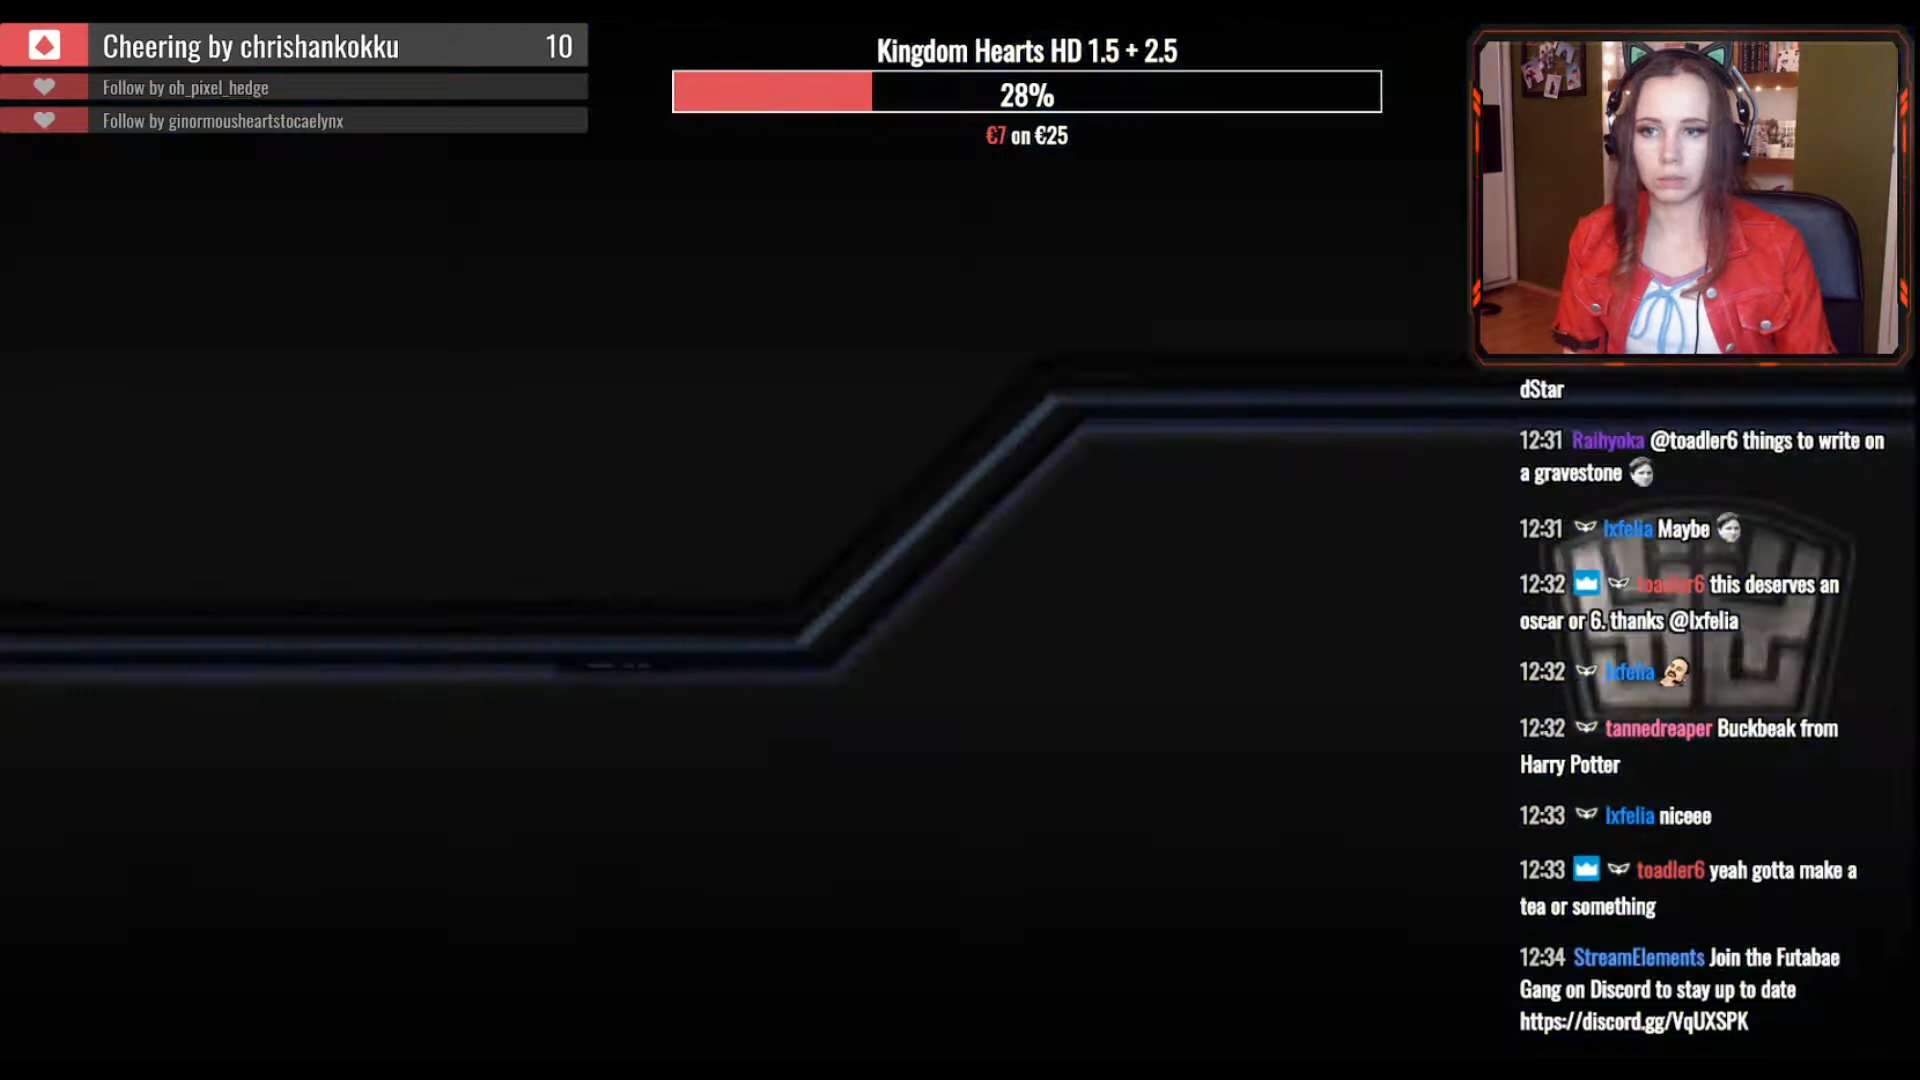 Cheering by chrishankokku 10
Follow by oh_pixel_hedge
Follow by ginormousheartstocaelynx
Kingdom Hearts HD 1.5 + 2.5
28%
€7 on €25
dStar
12:31 Raihyoka @toadler6 things to write on
a gravestone
12:31 lxfelia Maybe
12:32 toadler6 this deserves an
oscar or 6. thanks @lxfelia
12:32 lxfelia
12:32 tannedreaper Buckbeak from
Harry Potter
12:33 lxfelia niceee
12:33 toadler6 yeah gotta make a
tea or something
12:34 StreamElements Join the Futabae
Gang on Discord to stay up to date
https://discord.gg/VqUXSPK